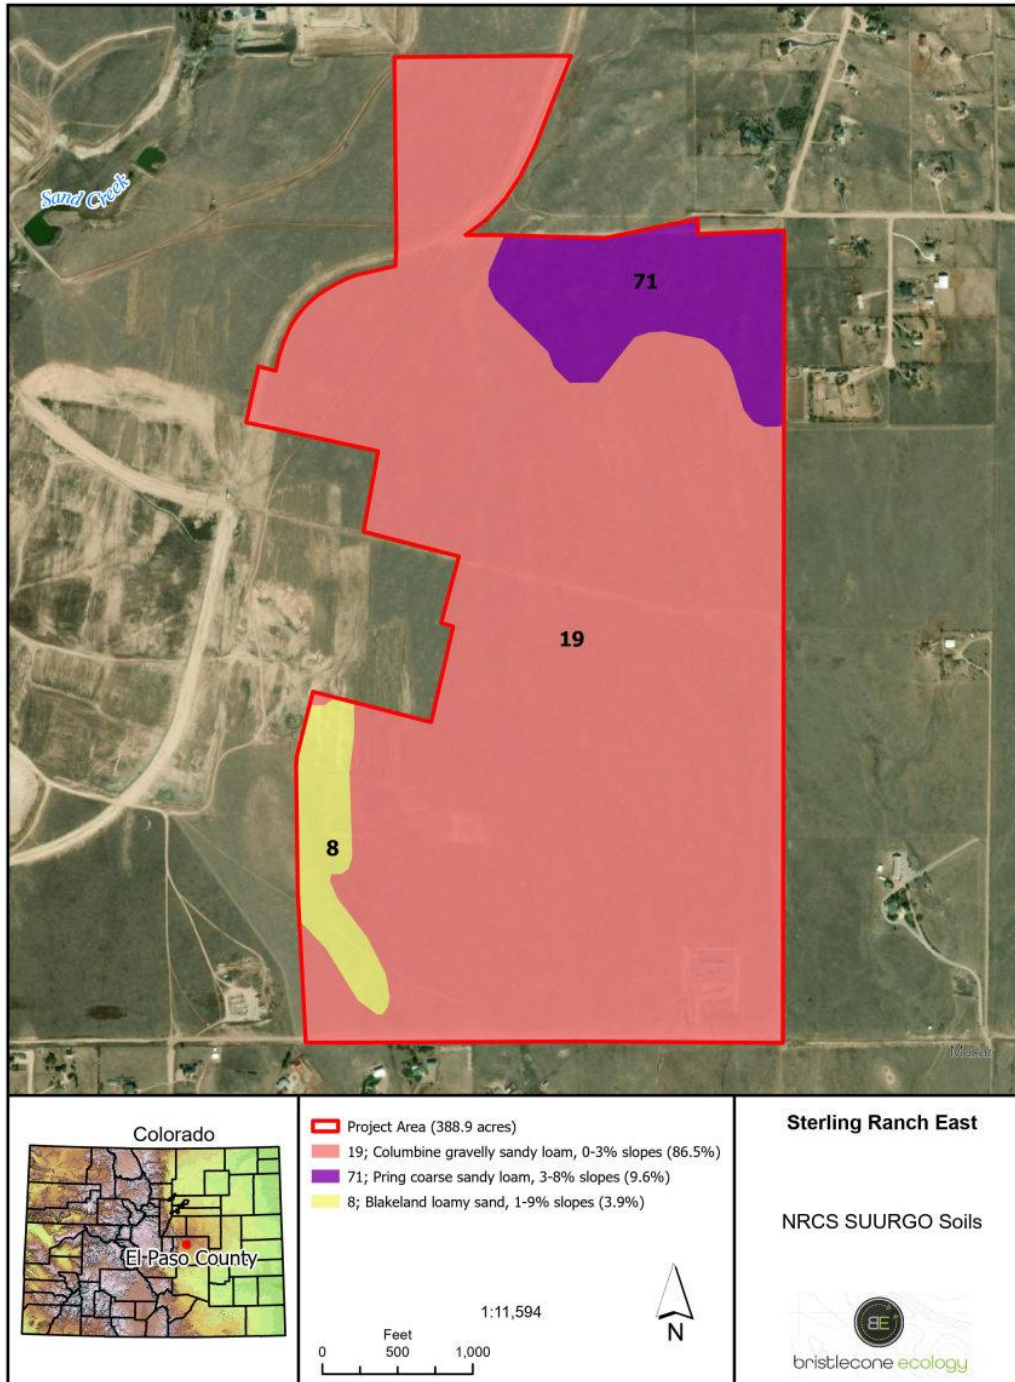 Sand Creek
71
19
8
Colorado
El Paso County
Project Area (388.9 acres)
19; Columbine gravelly sandy loam, 0-3% slopes (86.5%)
71; Pring coarse sandy loam, 3-8% slopes (9.6%)
8; Blakeland loamy sand, 1-9% slopes (3.9%)
1:11,594
Feet
0 500 1,000
N
Sterling Ranch East
NRCS SUURGO Soils
BE
bristlecone ecology